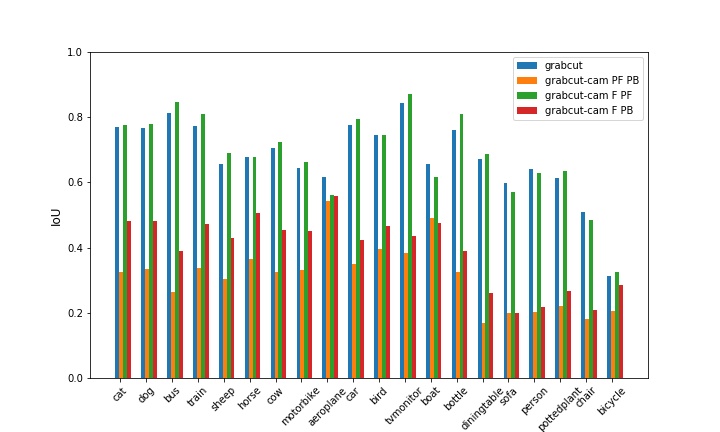 1.0
0.8
0.6
0.4
0.2
0.0
IoU
grabcut
grabcut-cam PF PB
grabcut-cam F PF
grabcut-cam F PB
cat
dog
bus
train
sheep
horse
cow
motorbike
aeroplane
car
bird
tvmonitor
boat
bottle
diningtable
sofa
person
pottedplant
chair
bicycle